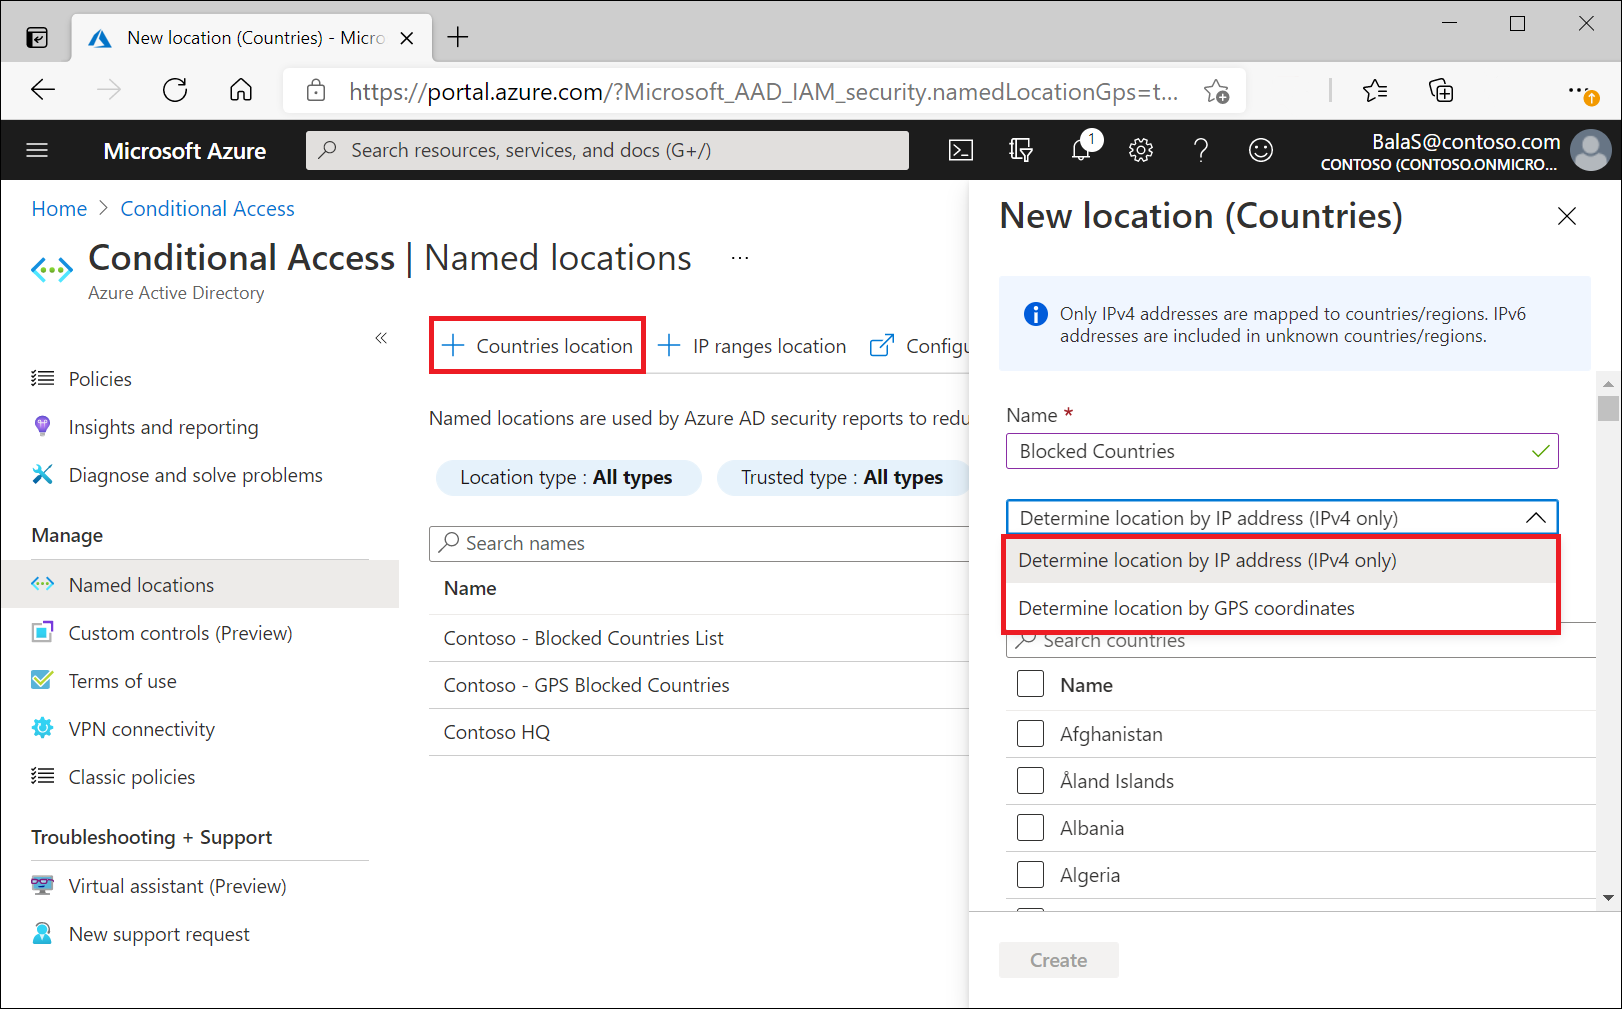 New location (Countries) - Micro
https://portal.azure.com/?Microsoft_AAD_IAM_security.namedLocationGps=t...
Microsoft Azure
Search resources, services, and docs (G+/)
1
BalaS@contoso.com
CONTOSO (CONTOSO.ONMICRO...
Home > Conditional Access
Conditional Access | Named locations ...
Azure Active Directory
«
Policies
Insights and reporting
Diagnose and solve problems
Manage
Named locations
Custom controls (Preview)
Terms of use
VPN connectivity
Classic policies
Troubleshooting + Support
Virtual assistant (Preview)
New support request
Countries location
IP ranges location
Configu
Named locations are used by Azure AD security reports to redu
Location type : All types
Trusted type : All types
Search names
Name
Contoso - Blocked Countries List
Contoso - GPS Blocked Countries
Contoso HQ
New location (Countries)
Only IPv4 addresses are mapped to countries/regions. IPv6
addresses are included in unknown countries/regions.
Name *
Blocked Countries
Determine location by IP address (IPv4 only)
Determine location by IP address (IPv4 only)
Determine location by GPS coordinates
Search countries
Name
Afghanistan
Åland Islands
Albania
Algeria
Create